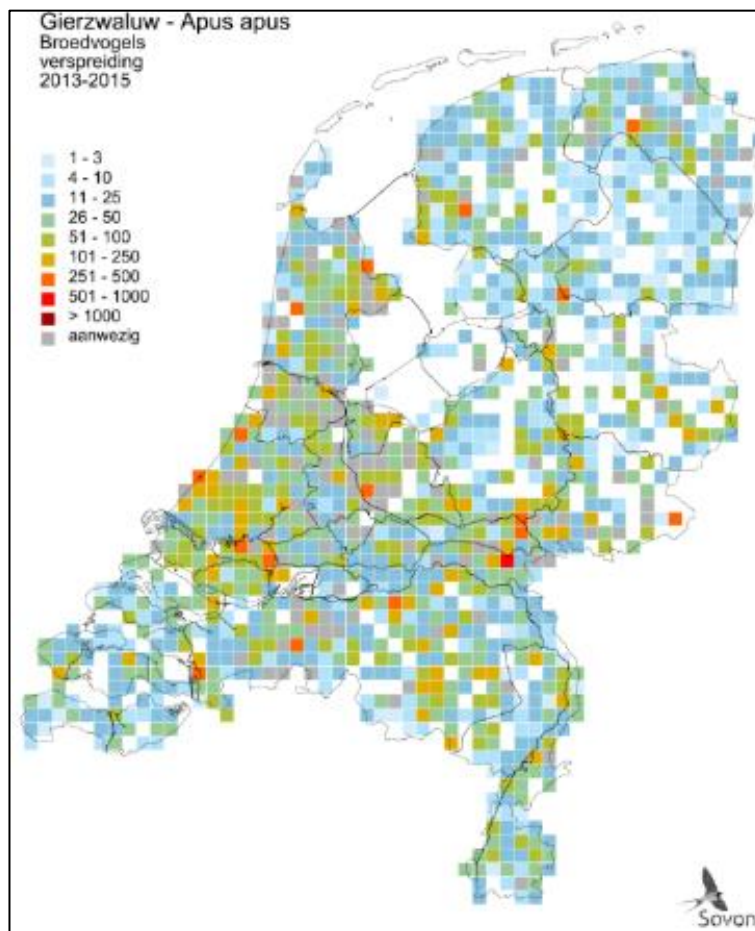 Gierzwaluw - Apus apus
Broedvogels
verspreiding
2013-2015
1 - 3
4 - 10
11 - 25
26 - 50
51 - 100
101 - 250
251 - 500
501 - 1000
> 1000
aanwezig
Sovon